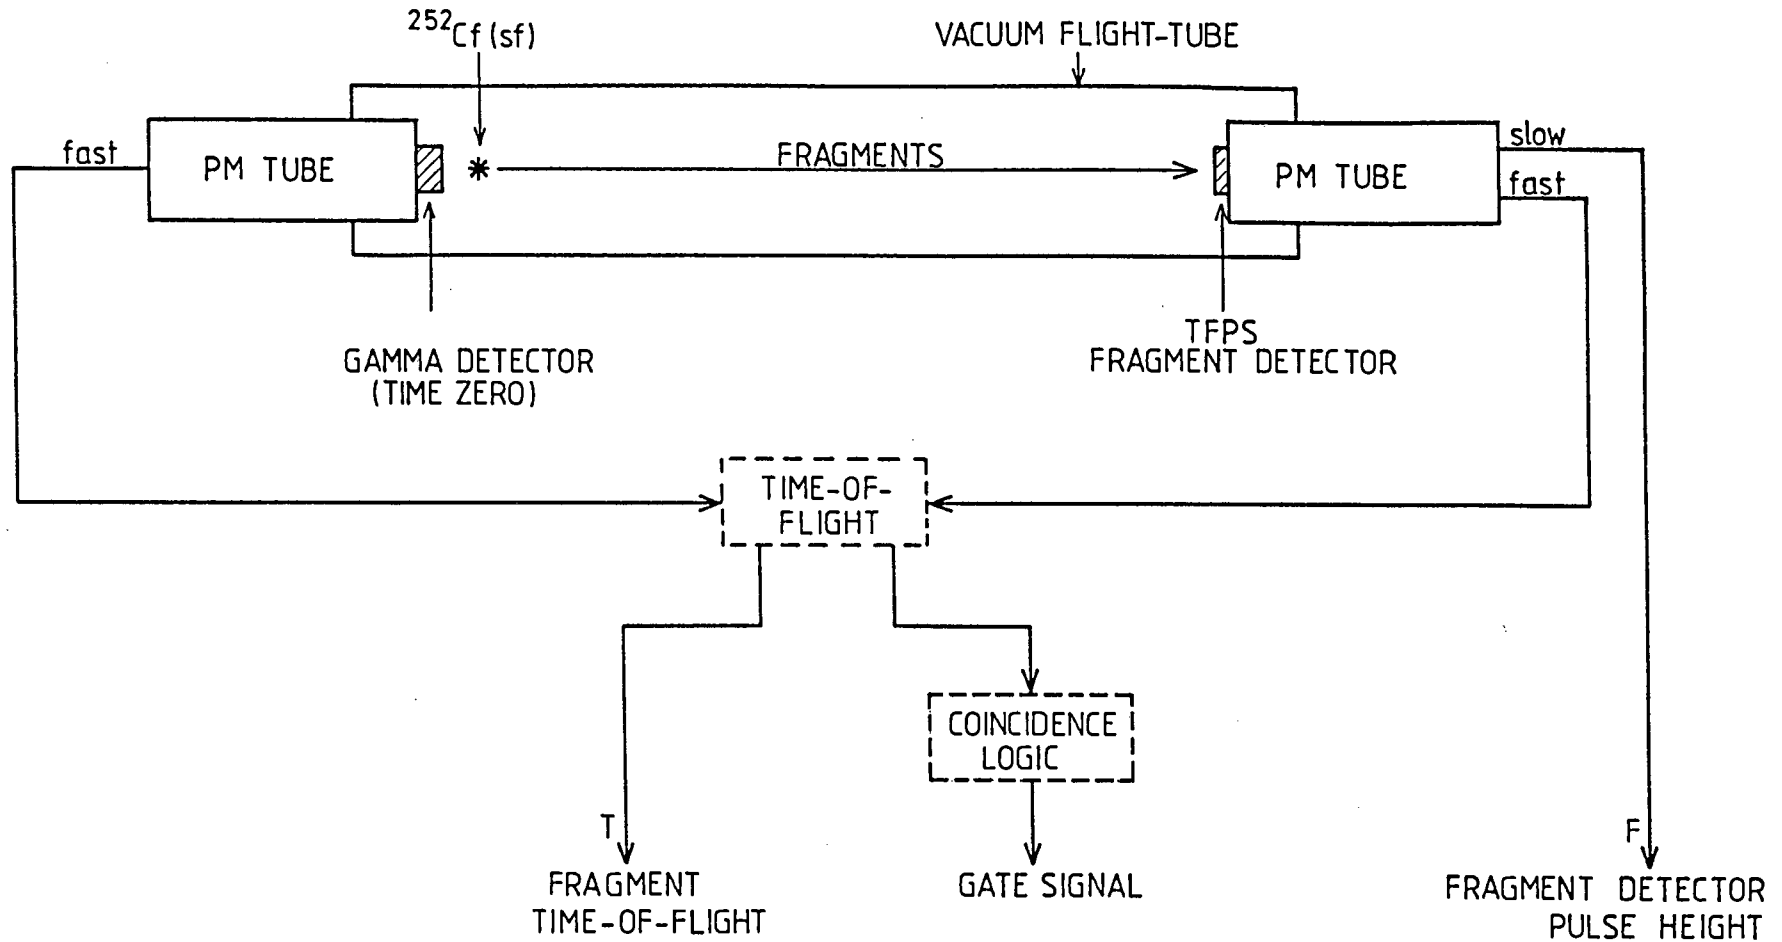 ²⁵²Cf(sf)
VACUUM FLIGHT-TUBE
fast
PM TUBE
FRAGMENTS
PM TUBE
slow
fast
GAMMA DETECTOR
(TIME ZERO)
TFPS
FRAGMENT DETECTOR
TIME-OF-
FLIGHT
COINCIDENCE
LOGIC
T
F
FRAGMENT
TIME-OF-FLIGHT
GATE SIGNAL
FRAGMENT DETECTOR
PULSE HEIGHT